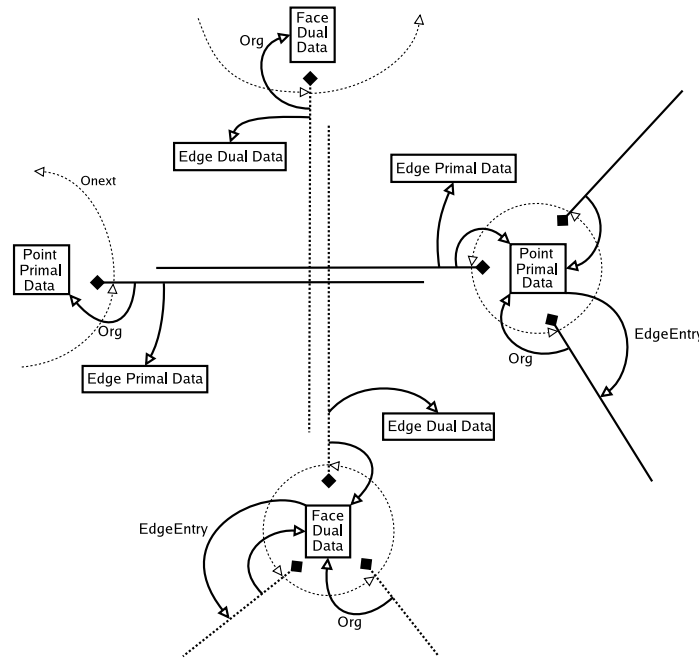 Face
Dual
Data
Org
Edge Dual Data
Edge Primal Data
Onext
Point
Primal
Data
Point
Primal
Data
Org
EdgeEntry
Org
Edge Primal Data
Edge Dual Data
EdgeEntry
Face
Dual
Data
Org